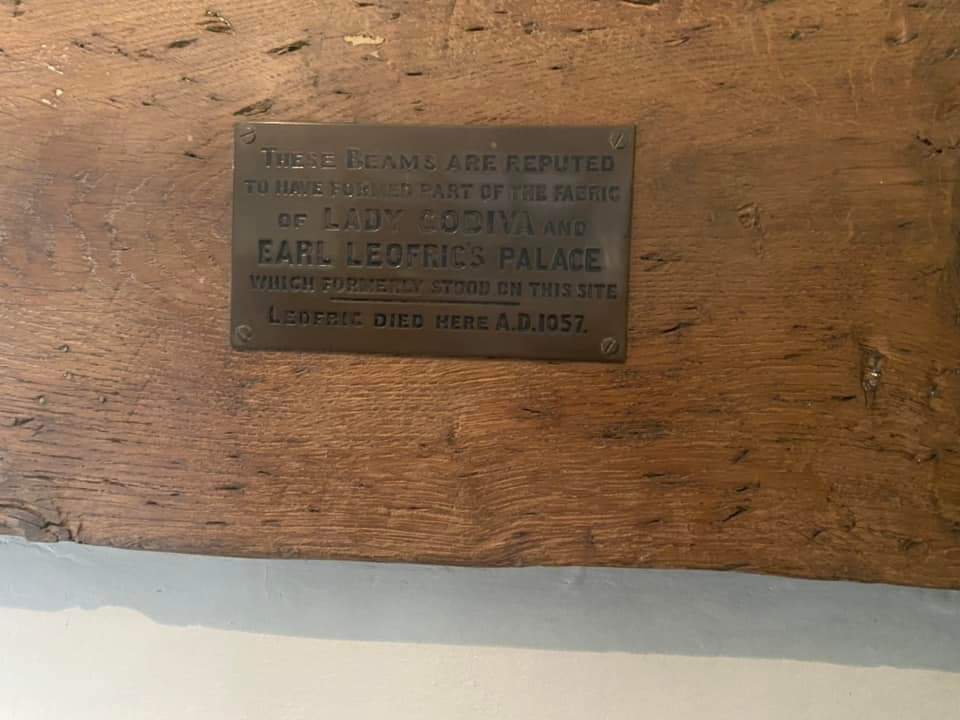 THESE BEAMS ARE REPUTED
TO HAVE FORMED PART OF THE FABRIC
OF LADY GODIVA AND
EARL LEOFRIC'S PALACE
WHICH FORMERLY STOOD ON THIS SITE
LEOFRIC DIED HERE A.D.1057.